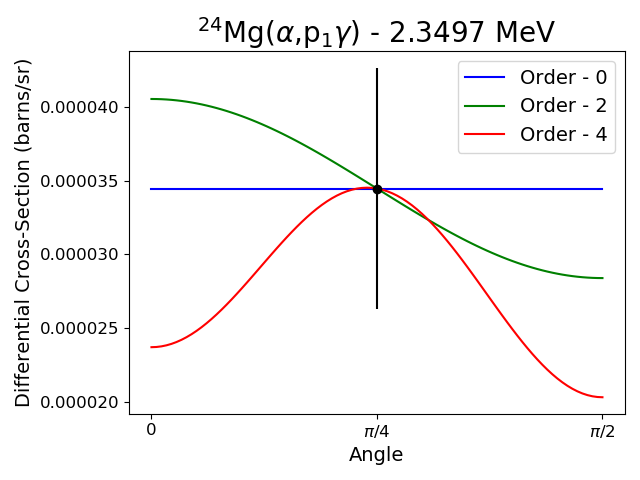 ²⁴Mg(α,p₁γ) - 2.3497 MeV
Differential Cross-Section (barns/sr)
0.000040
0.000035
0.000030
0.000025
0.000020
Order - 0
Order - 2
Order - 4
0
π/4
π/2
Angle